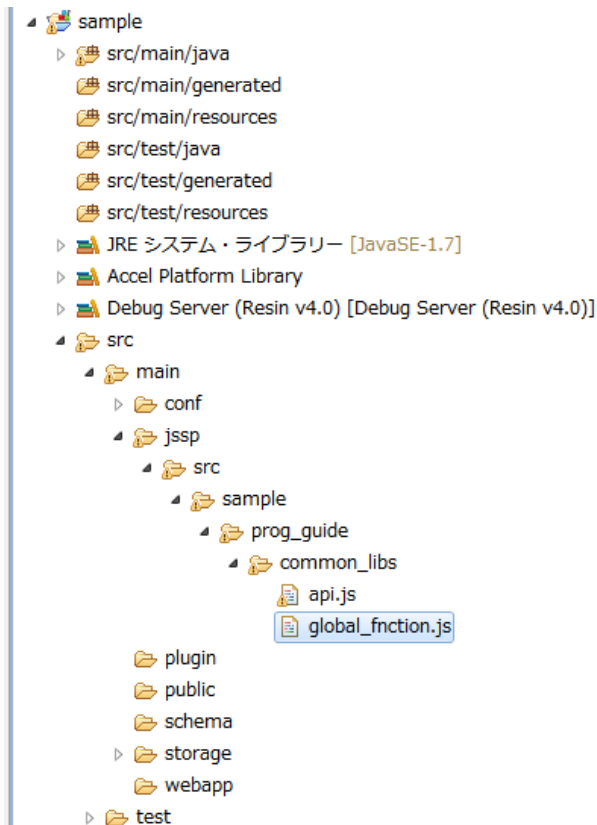 sample
src/main/java
src/main/generated
src/main/resources
src/test/java
src/test/generated
src/test/resources
JRE システム・ライブラリー [JavaSE-1.7]
Accel Platform Library
Debug Server (Resin v4.0) [Debug Server (Resin v4.0)]
src
main
conf
jssp
src
sample
prog_guide
common_libs
api.js
global_fnction.js
plugin
public
schema
storage
webapp
test